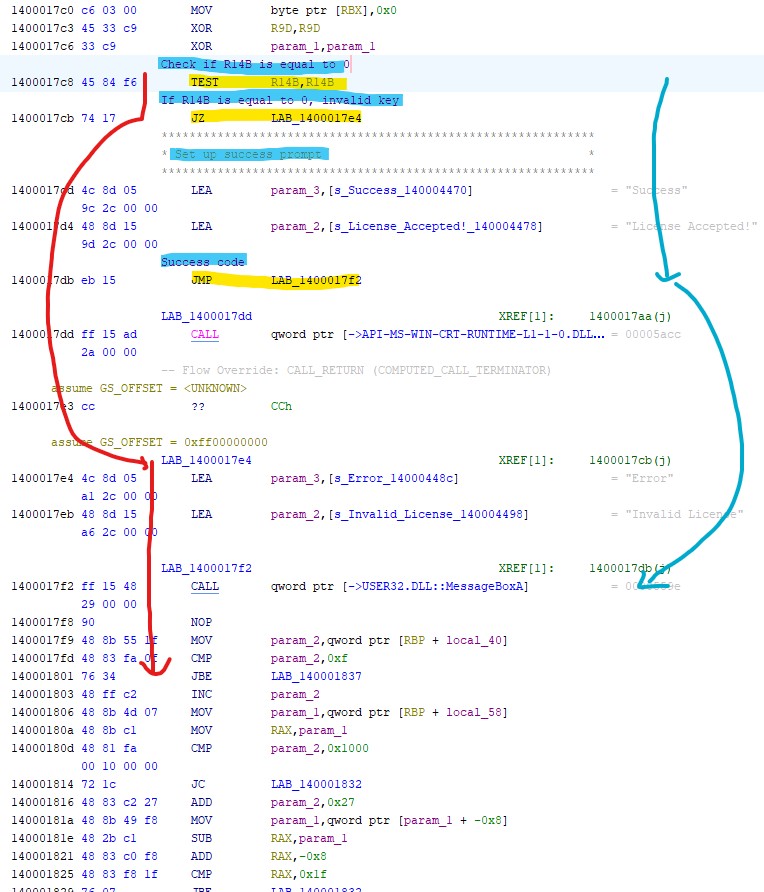 1400017c0 c6 03 00 MOV byte ptr [RBX],0x0
1400017c3 45 33 c9 XOR R9D,R9D
1400017c6 33 c9 XOR param_1,param_1
Check if R14B is equal to 0
1400017c8 45 84 f6 TEST R14B,R14B
If R14B is equal to 0, invalid key
1400017cb 74 17 JZ LAB_1400017e4
****************************************************************
* Set up success prompt *
****************************************************************
1400017cd 4c 8d 05 LEA param_3,[s_Success_140004470] = "Success"
9c 2c 00 00
1400017d4 48 8d 15 LEA param_2,[s_License_Accepted!_140004478] = "License Accepted!"
9d 2c 00 00
Success code
1400017db eb 15 JMP LAB_1400017f2
LAB_1400017dd XREF[1]: 1400017aa(j)
1400017dd ff 15 ad CALL qword ptr [->API-MS-WIN-CRT-RUNTIME-L1-1-0.DLL... = 00005acc
2a 00 00
-- Flow Override: CALL_RETURN (COMPUTED_CALL_TERMINATOR)
assume GS_OFFSET = <UNKNOWN>
1400017e3 cc ?? CCh
assume GS_OFFSET = 0xff00000000
LAB_1400017e4 XREF[1]: 1400017cb(j)
1400017e4 4c 8d 05 LEA param_3,[s_Error_14000448c] = "Error"
a1 2c 00 00
1400017eb 48 8d 15 LEA param_2,[s_Invalid_License_140004498] = "Invalid License"
a6 2c 00 00
LAB_1400017f2 XREF[1]: 1400017db(j)
1400017f2 ff 15 48 CALL qword ptr [->USER32.DLL::MessageBoxA] =
29 00 00
1400017f8 90 NOP
1400017f9 48 8b 55 1f MOV param_2,qword ptr [RBP + local_40]
1400017fd 48 83 fa 0f CMP param_2,0xf
140001801 76 34 JBE LAB_140001837
140001803 48 ff c2 INC param_2
140001806 48 8b 4d 07 MOV param_1,qword ptr [RBP + local_58]
14000180a 48 8b c1 MOV RAX,param_1
14000180d 48 81 fa CMP param_2,0x1000
00 10 00 00
140001814 72 1c JC LAB_140001832
140001816 48 83 c2 27 ADD param_2,0x27
14000181a 48 8b 49 f8 MOV param_1,qword ptr [param_1 + -0x8]
14000181e 48 2b c1 SUB RAX,param_1
140001821 48 83 c0 f8 ADD RAX,-0x8
140001825 48 83 f8 1f CMP RAX,0x1f
140001829 76 07 JBE LAB_140001832